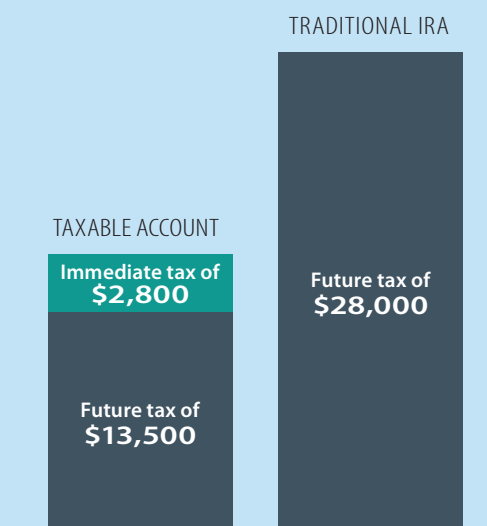 TRADITIONAL IRA
TAXABLE ACCOUNT
Immediate tax of
$2,800
Future tax of
$28,000
Future tax of
$13,500